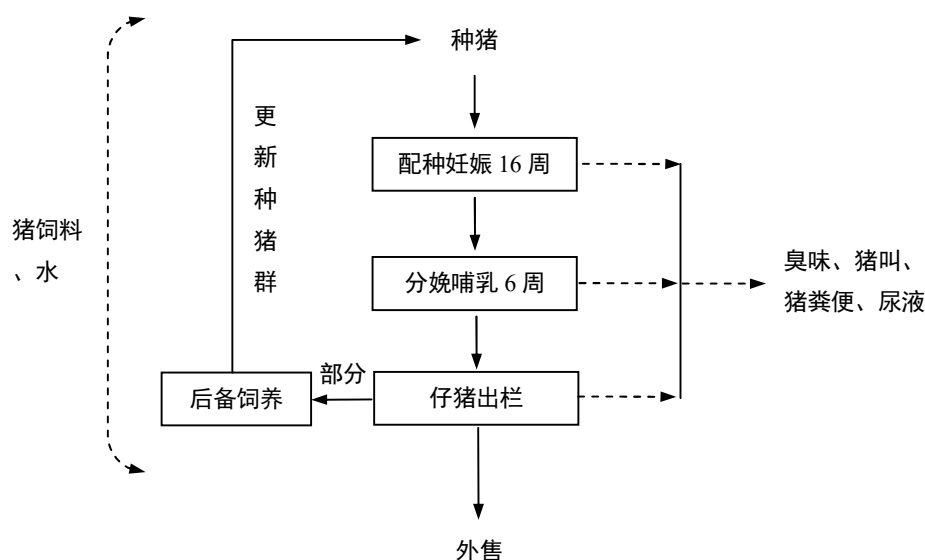 种猪
更新种猪群
配种妊娠 16 周
猪饲料
、水
分娩哺乳 6 周
臭味、猪叫、
猪粪便、尿液
部分
后备饲养
仔猪出栏
外售